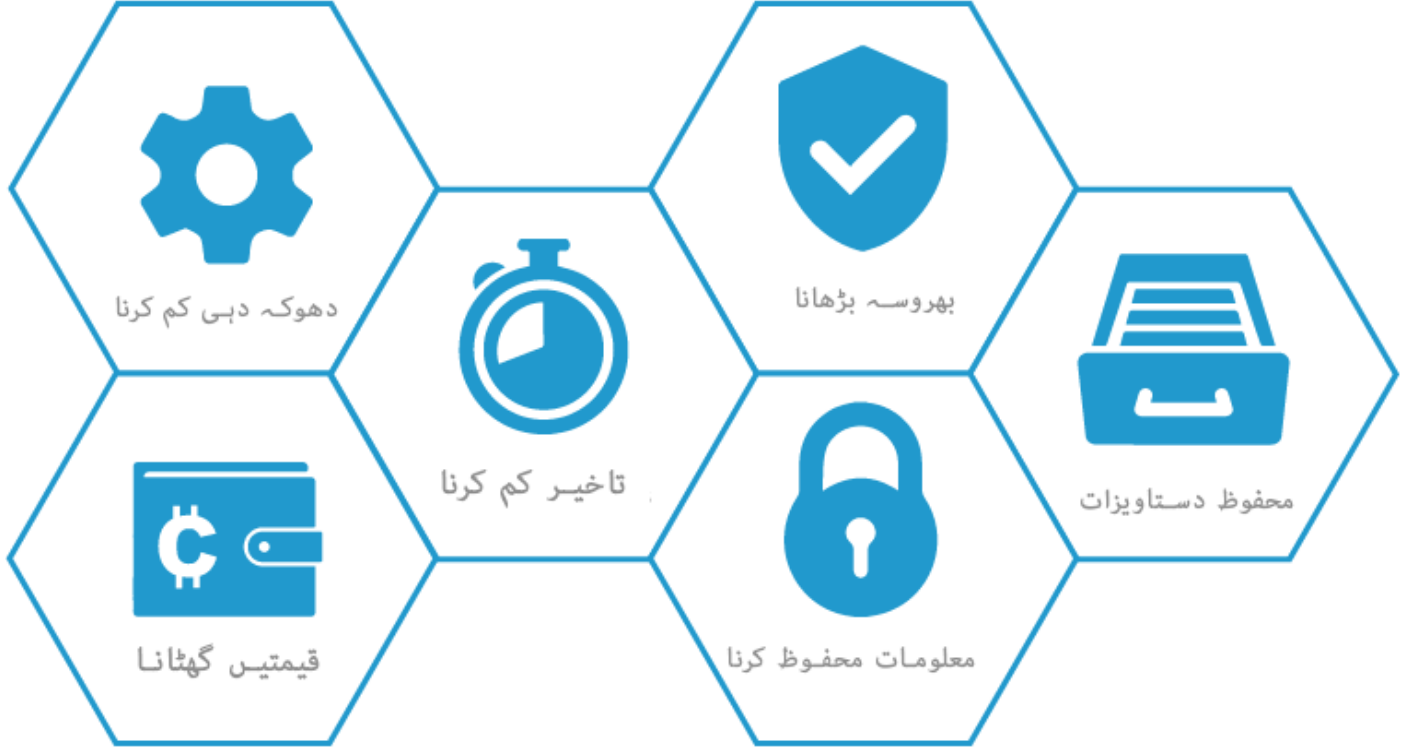 بھروسہ بڑھانا
دھوکہ دہی کم کرنا
محفوظ دستاویزات
تاخیر کم کرنا
معلومات محفوظ کرنا
قیمتیں گھٹانا